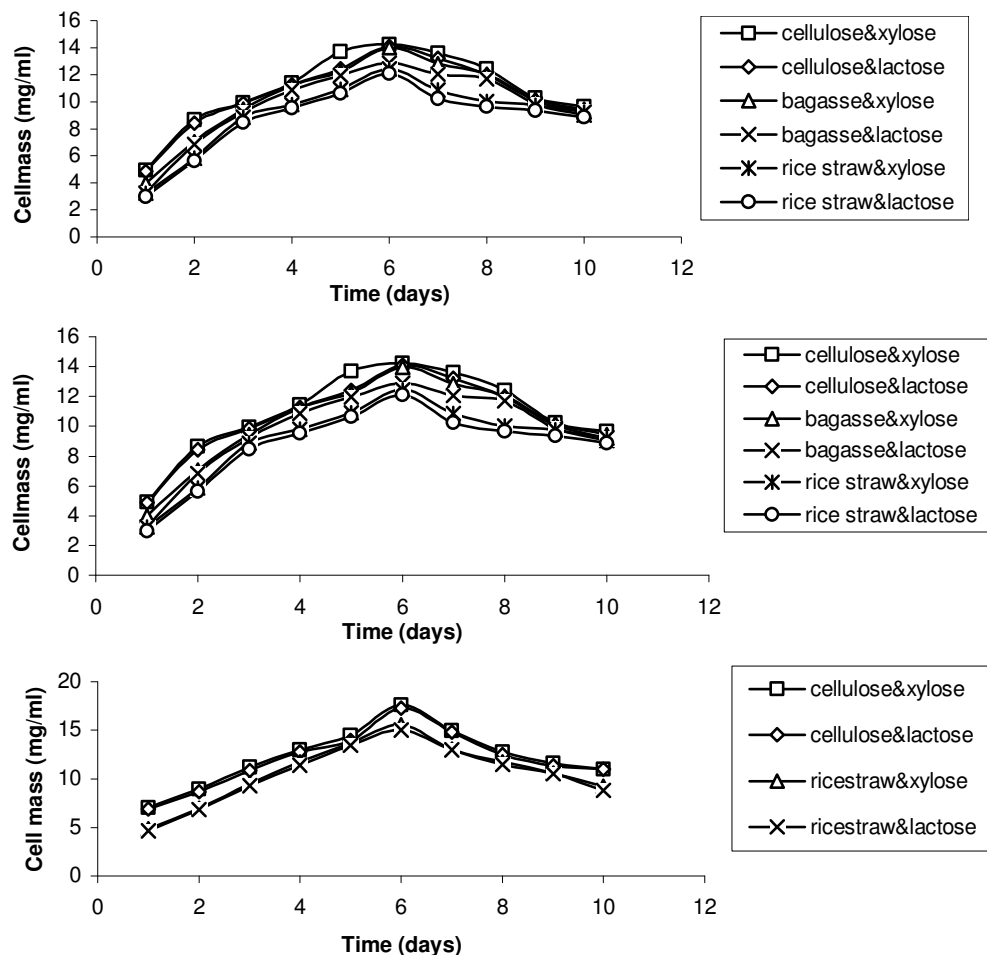 16
14
12
10
8
6
4
2
0
Cellmass (mg/ml)
0 2 4 6 8 10 12
Time (days)
cellulose&xylose
cellulose&lactose
bagasse&xylose
bagasse&lactose
rice straw&xylose
rice straw&lactose
16
14
12
10
8
6
4
2
0
Cellmass (mg/ml)
0 2 4 6 8 10 12
Time (days)
cellulose&xylose
cellulose&lactose
bagasse&xylose
bagasse&lactose
rice straw&xylose
rice straw&lactose
20
15
10
5
0
Cell mass (mg/ml)
0 2 4 6 8 10 12
Time (days)
cellulose&xylose
cellulose&lactose
ricestraw&xylose
ricestraw&lactose